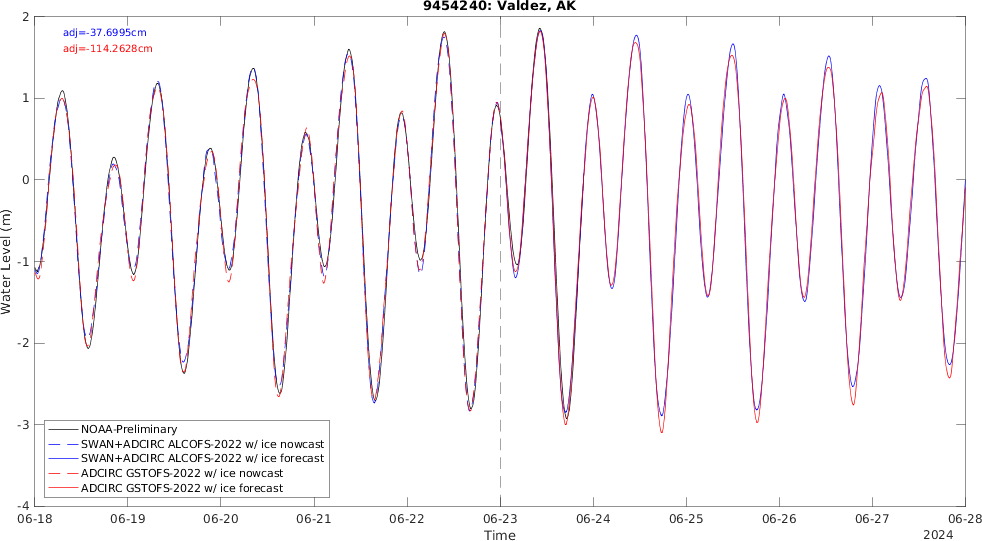 9454240: Valdez, AK
adj=-37.6995cm
adj=-114.2628cm
2
1
0
-1
-2
-3
-4
Water Level (m)
NOAA-Preliminary
SWAN+ADCIRC ALCOFS-2022 w/ ice nowcast
SWAN+ADCIRC ALCOFS-2022 w/ ice forecast
ADCIRC GSTOFS-2022 w/ ice nowcast
ADCIRC GSTOFS-2022 w/ ice forecast
06-18 06-19 06-20 06-21 06-22 06-23 06-24 06-25 06-26 06-27 06-28
Time
2024